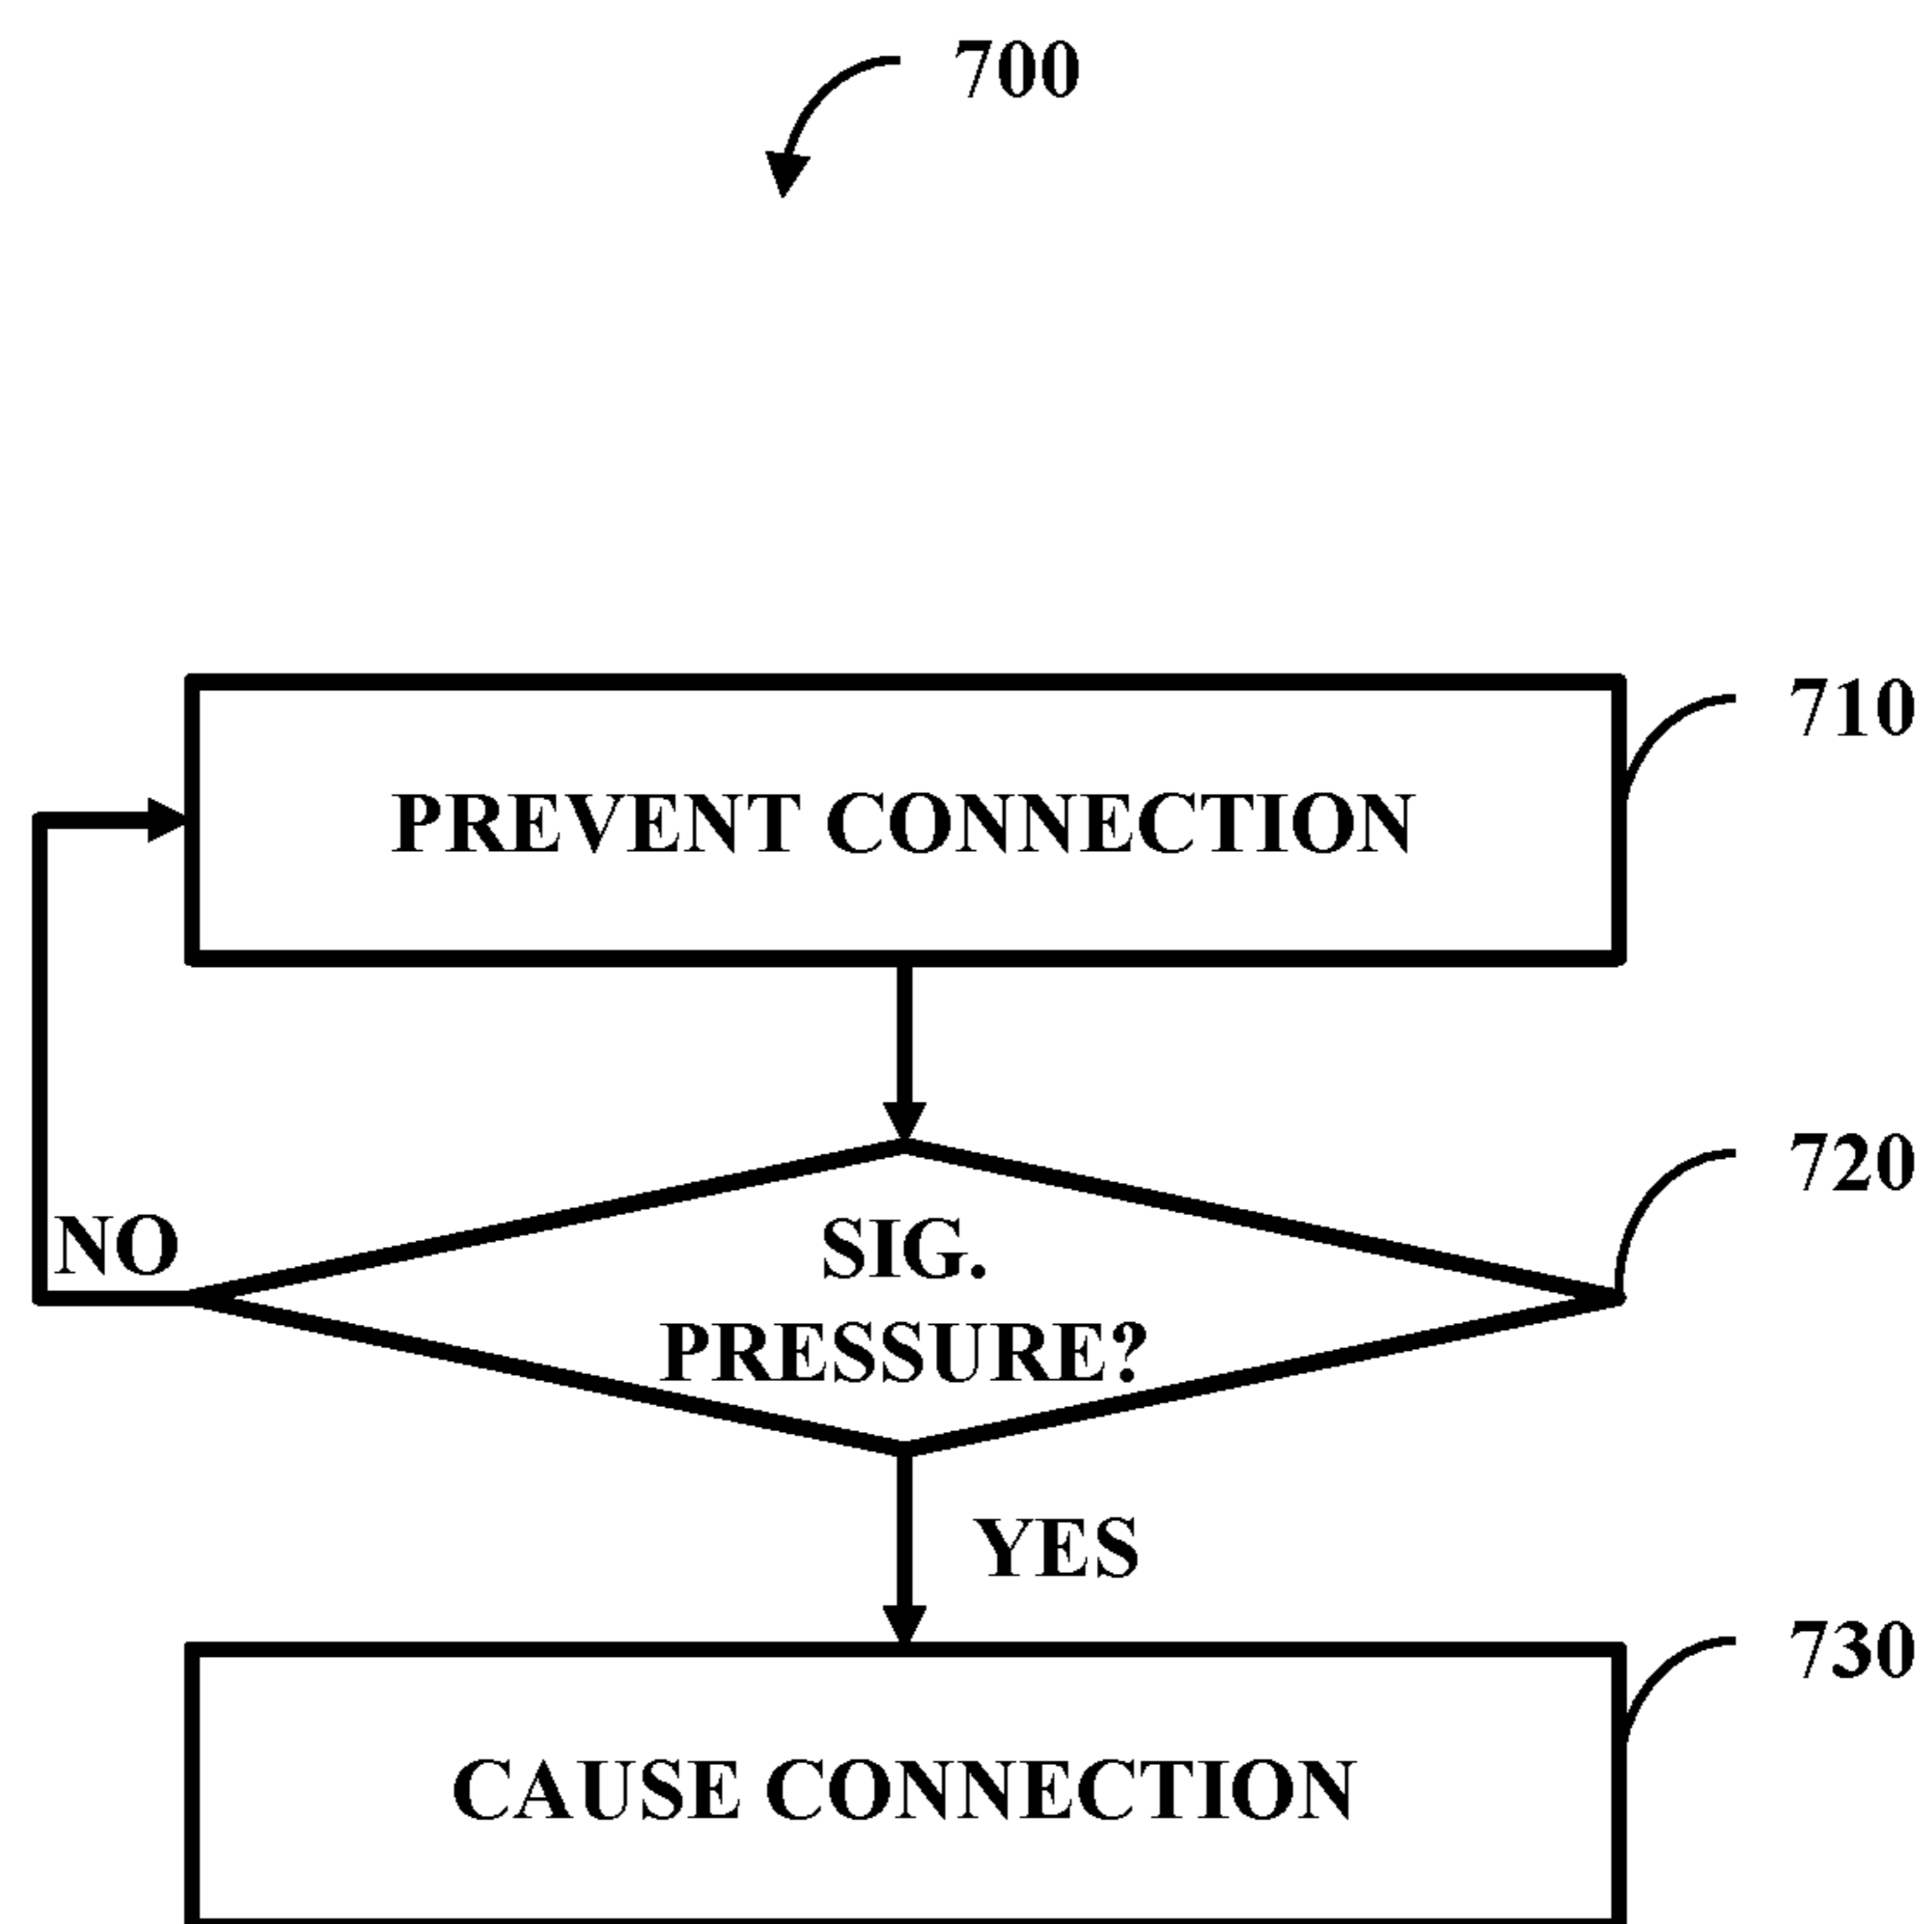 700
710
PREVENT CONNECTION
720
NO
SIG.
PRESSURE?
YES
730
CAUSE CONNECTION